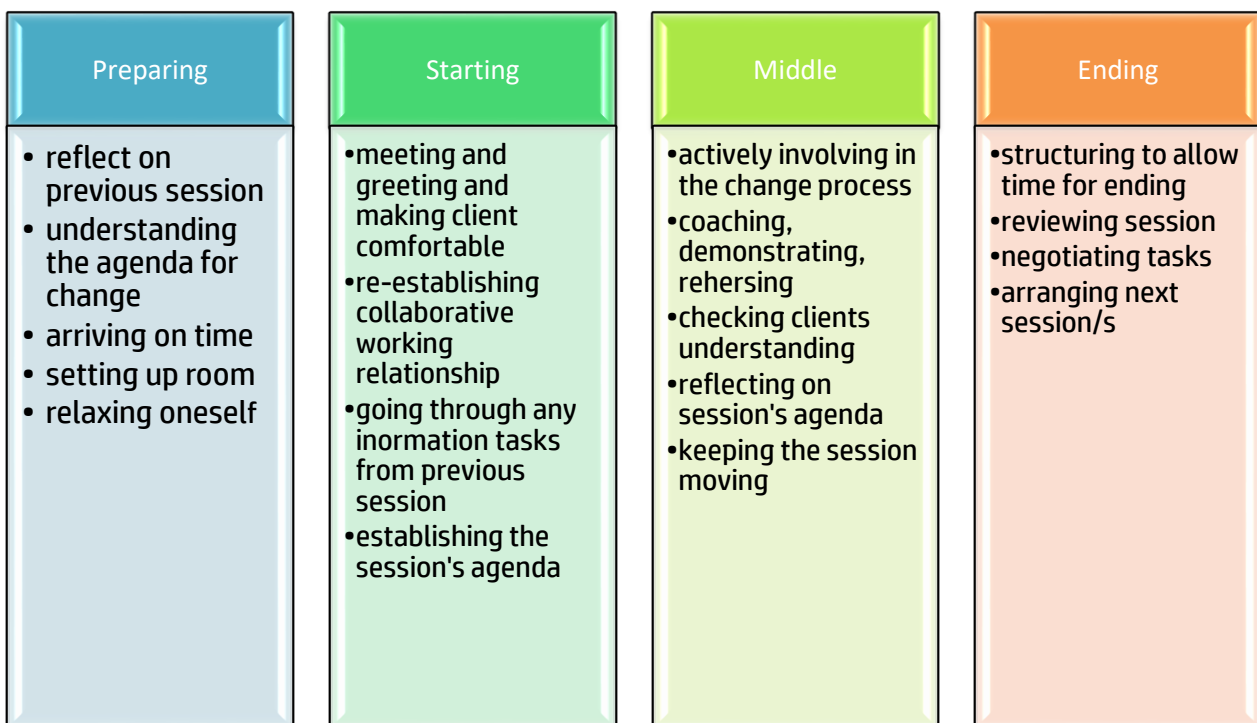 Preparing
• reflect on
previous session
• understanding
the agenda for
change
• arriving on time
• setting up room
• relaxing oneself
Starting
•meeting and
greeting and
making client
comfortable
•re-establishing
collaborative
working
relationship
•going through any
inormation tasks
from previous
session
•establishing the
session's agenda
Middle
•actively involving in
the change process
•coaching,
demonstrating,
rehersing
•checking clients
understanding
•reflecting on
session's agenda
•keeping the session
moving
Ending
•structuring to allow
time for ending
•reviewing session
•negotiating tasks
•arranging next
session/s